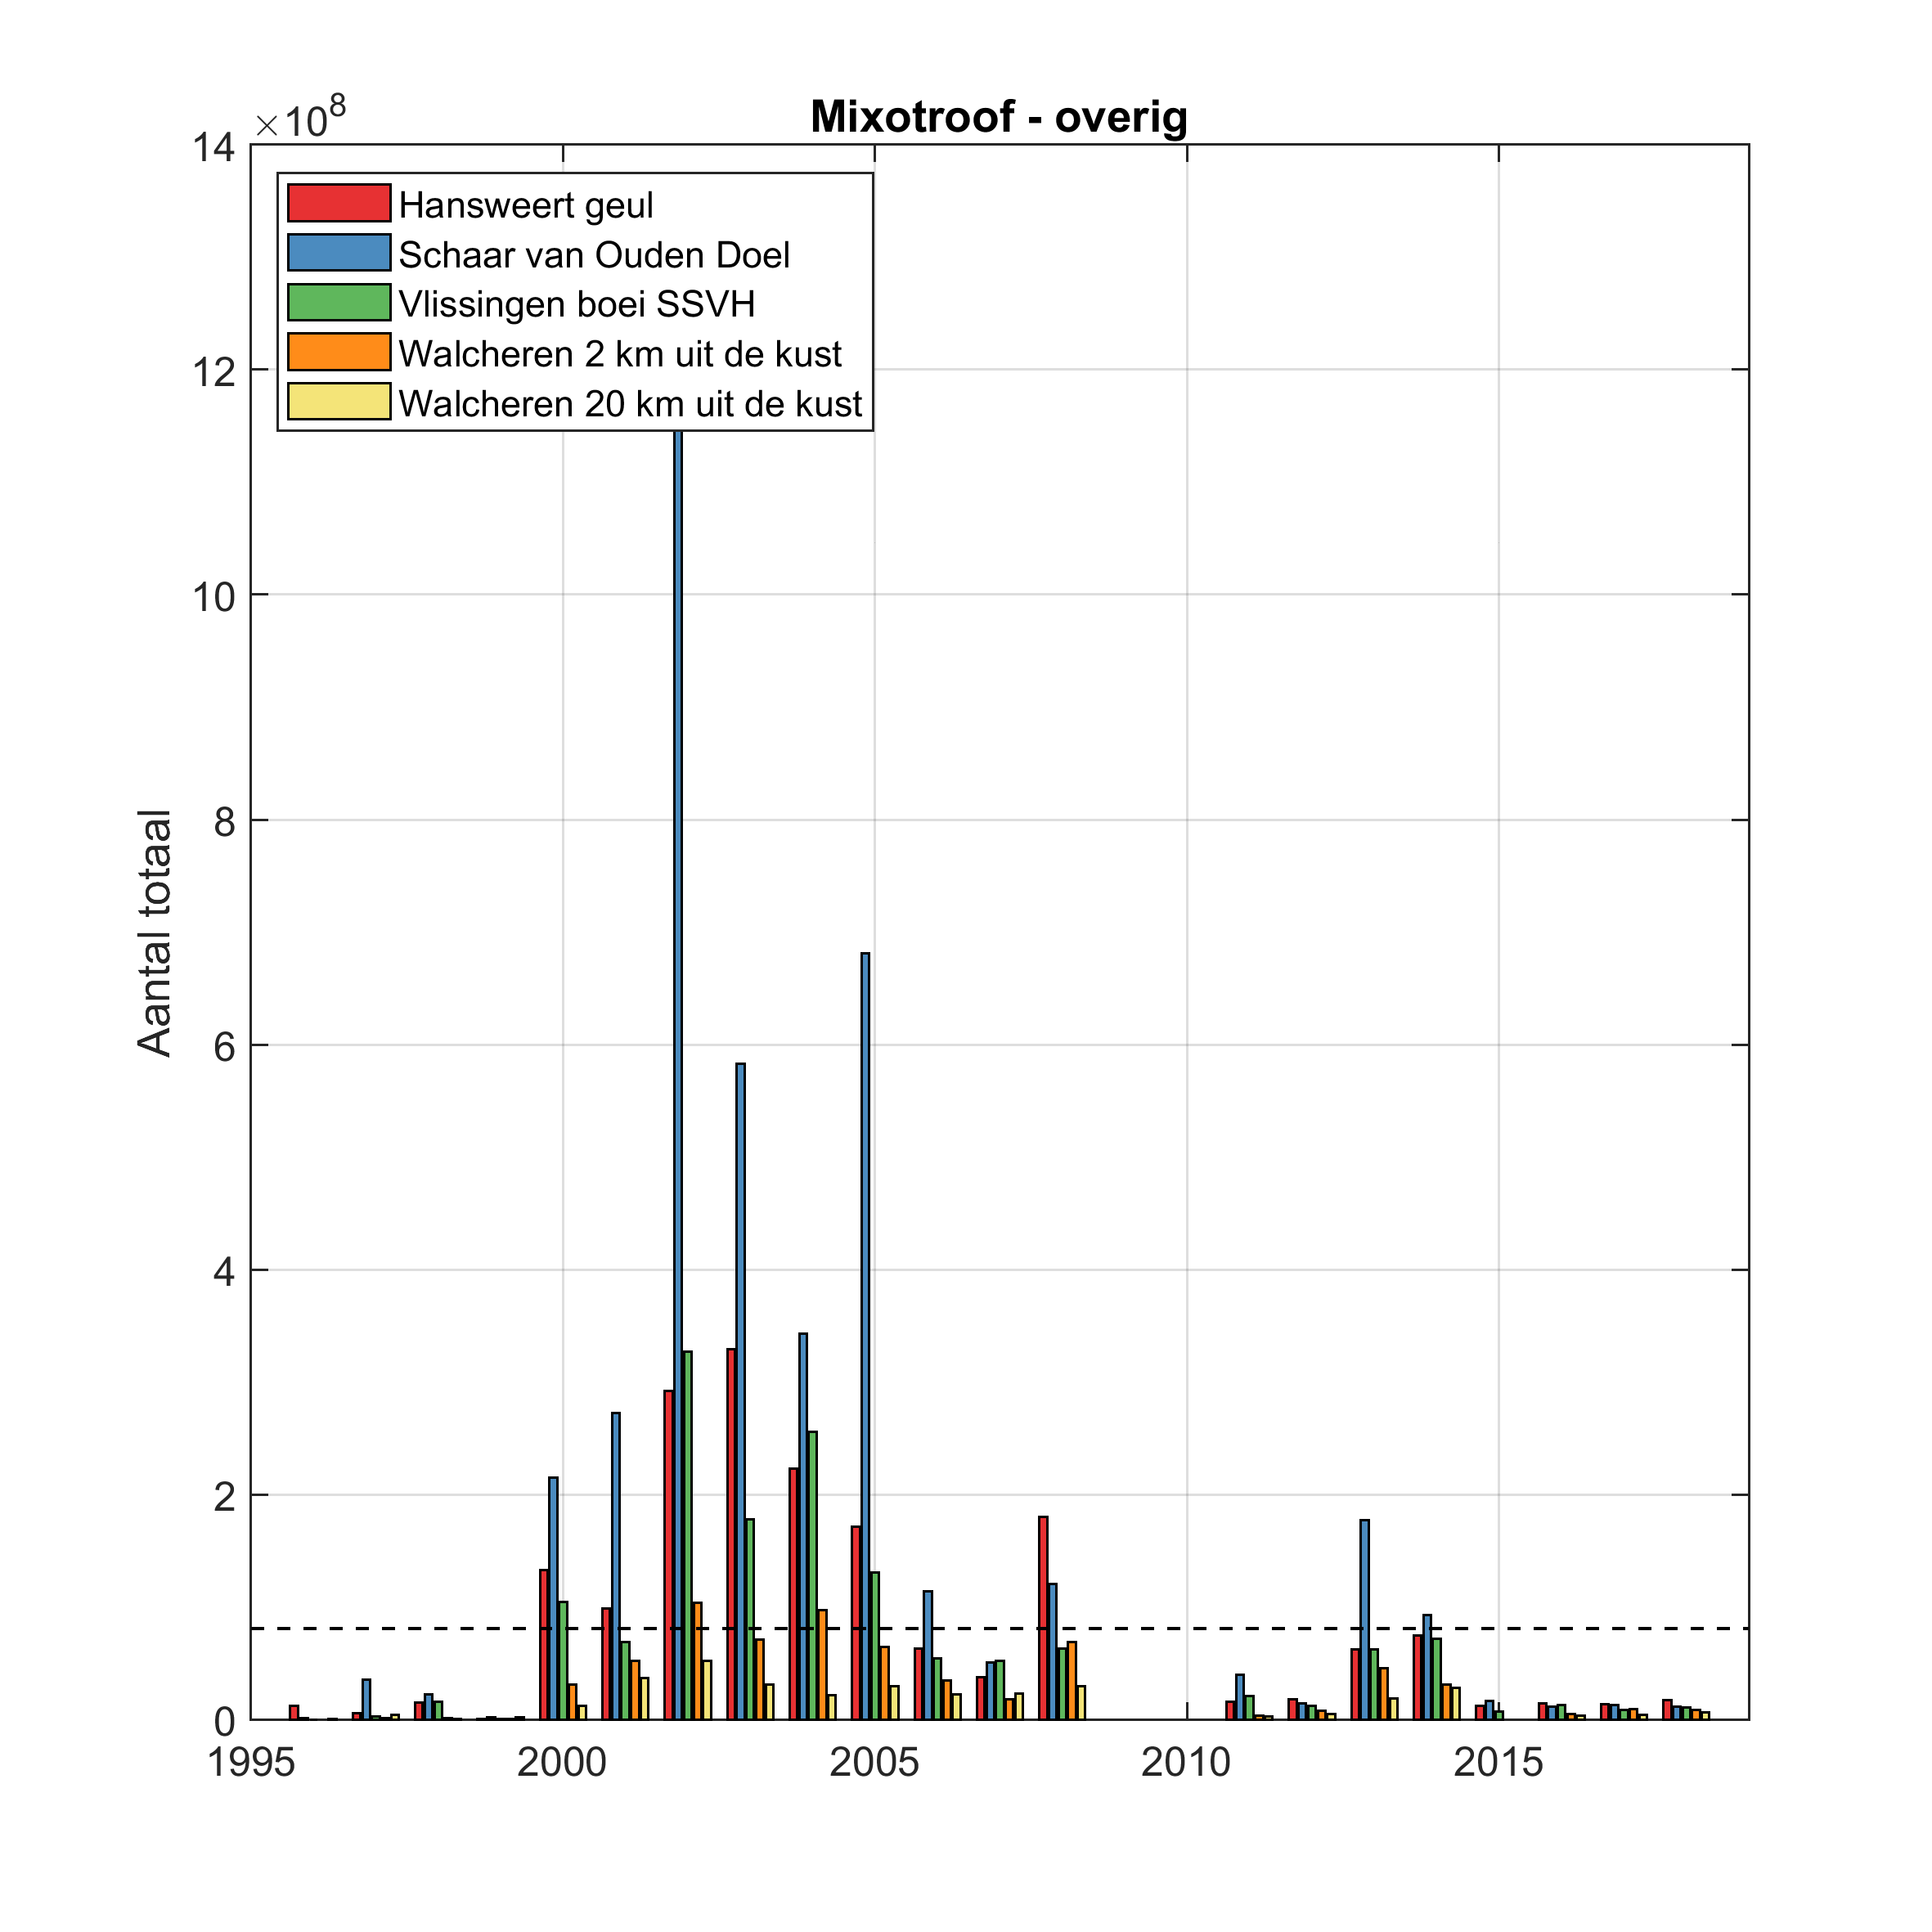 Mixotroof - overig
×10⁸
14
12
10
8
6
4
2
0
Aantal totaal
Hansweert geul
Schaar van Ouden Doel
Vlissingen boei SSVH
Walcheren 2 km uit de kust
Walcheren 20 km uit de kust
1995 2000 2005 2010 2015